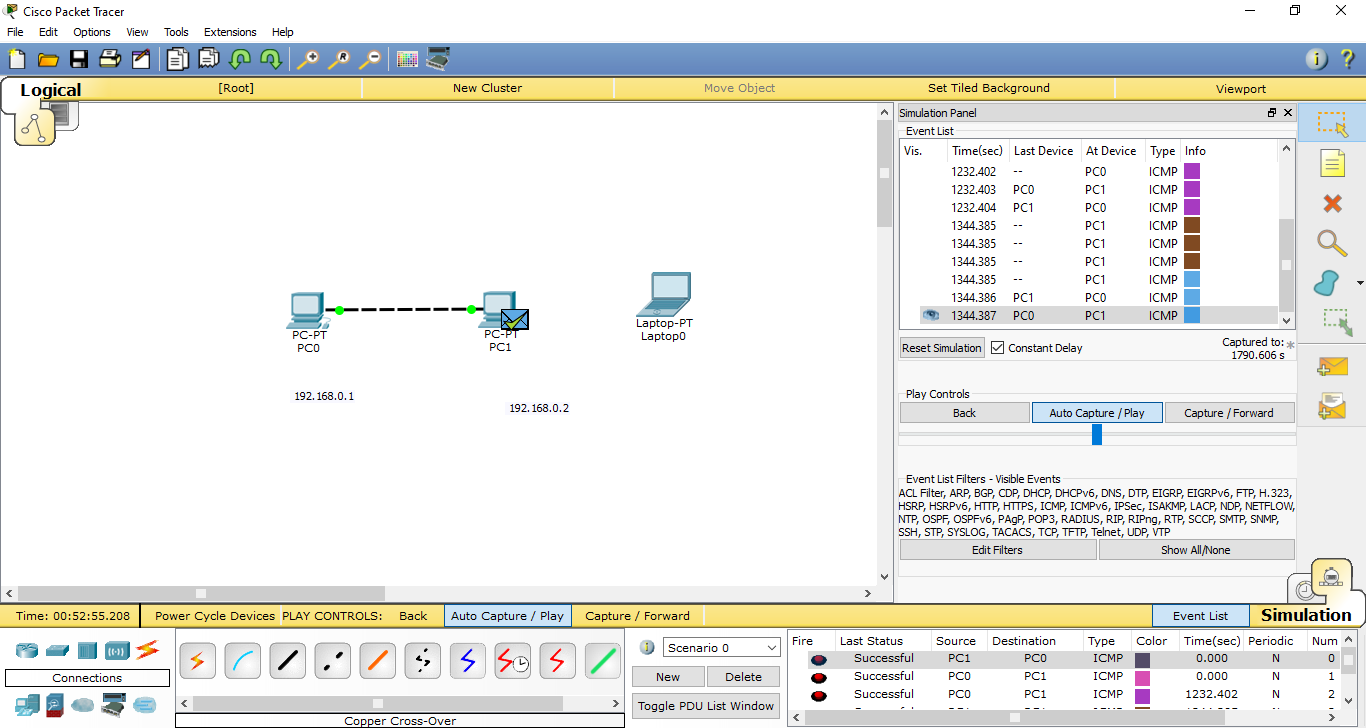 Cisco Packet Tracer
File Edit Options View Tools Extensions Help
Logical [Root] New Cluster Move Object Set Tiled Background Viewport
PC-PT
PC0
PC-PT
PC1
Laptop-PT
Laptop0
192.168.0.1
192.168.0.2
Simulation Panel
Event List
Vis. Time(sec) Last Device At Device Type Info
1232.402 -- PC0 ICMP
1232.403 PC0 PC1 ICMP
1232.404 PC1 PC0 ICMP
1344.385 -- PC1 ICMP
1344.385 -- PC1 ICMP
1344.385 -- PC1 ICMP
1344.385 -- PC1 ICMP
1344.386 PC1 PC0 ICMP
1344.387 PC0 PC1 ICMP
Reset Simulation Constant Delay Captured to: *
1790.606 s
Play Controls
Back Auto Capture / Play Capture / Forward
Event List Filters - Visible Events
ACL Filter, ARP, BGP, CDP, DHCP, DHCPv6, DNS, DTP, EIGRP, EIGRPv6, FTP, H.323,
HSRP, HSRPv6, HTTP, HTTPS, ICMP, ICMPv6, IPSec, ISAKMP, LACP, NDP, NETFLOW,
NTP, OSPF, OSPFv6, PAgP, POP3, RADIUS, RIP, RIPng, RTP, SCCP, SMTP, SNMP,
SSH, STP, SYSLOG, TACACS, TCP, TFTP, Telnet, UDP, VTP
Edit Filters Show All/None
Time: 00:52:55.208 Power Cycle Devices PLAY CONTROLS: Back Auto Capture / Play Capture / Forward Event List Simulation
Connections
Copper Cross-Over
Scenario 0
New Delete
Toggle PDU List Window
Fire Last Status Source Destination Type Color Time(sec) Periodic Num
Successful PC1 PC0 ICMP 0.000 N 0
Successful PC0 PC1 ICMP 0.000 N 1
Successful PC0 PC1 ICMP 1232.402 N 2